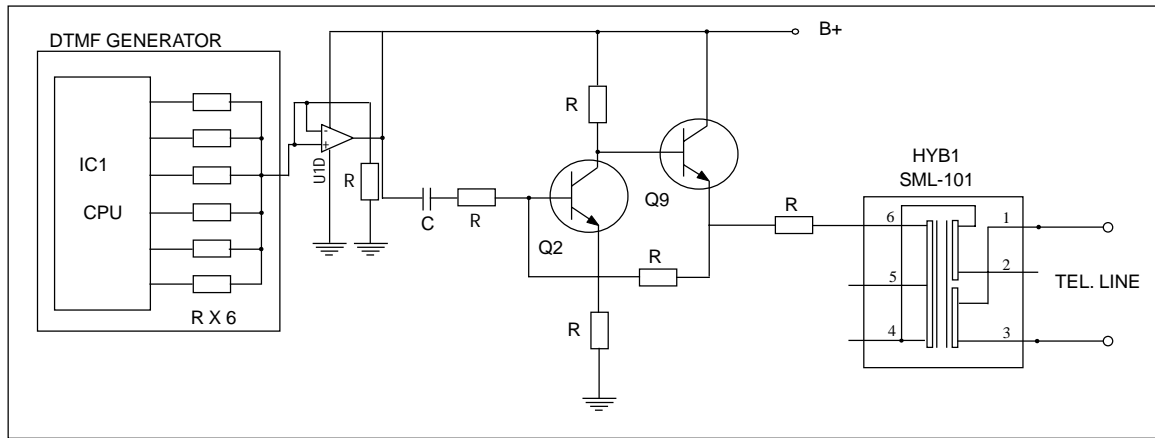 DTMF GENERATOR
B+
IC1
CPU
R X 6
-
+
U1D
R
C
R
R
Q2
Q9
R
R
R
HYB1
SML-101
6
1
5
2
4
3
TEL. LINE